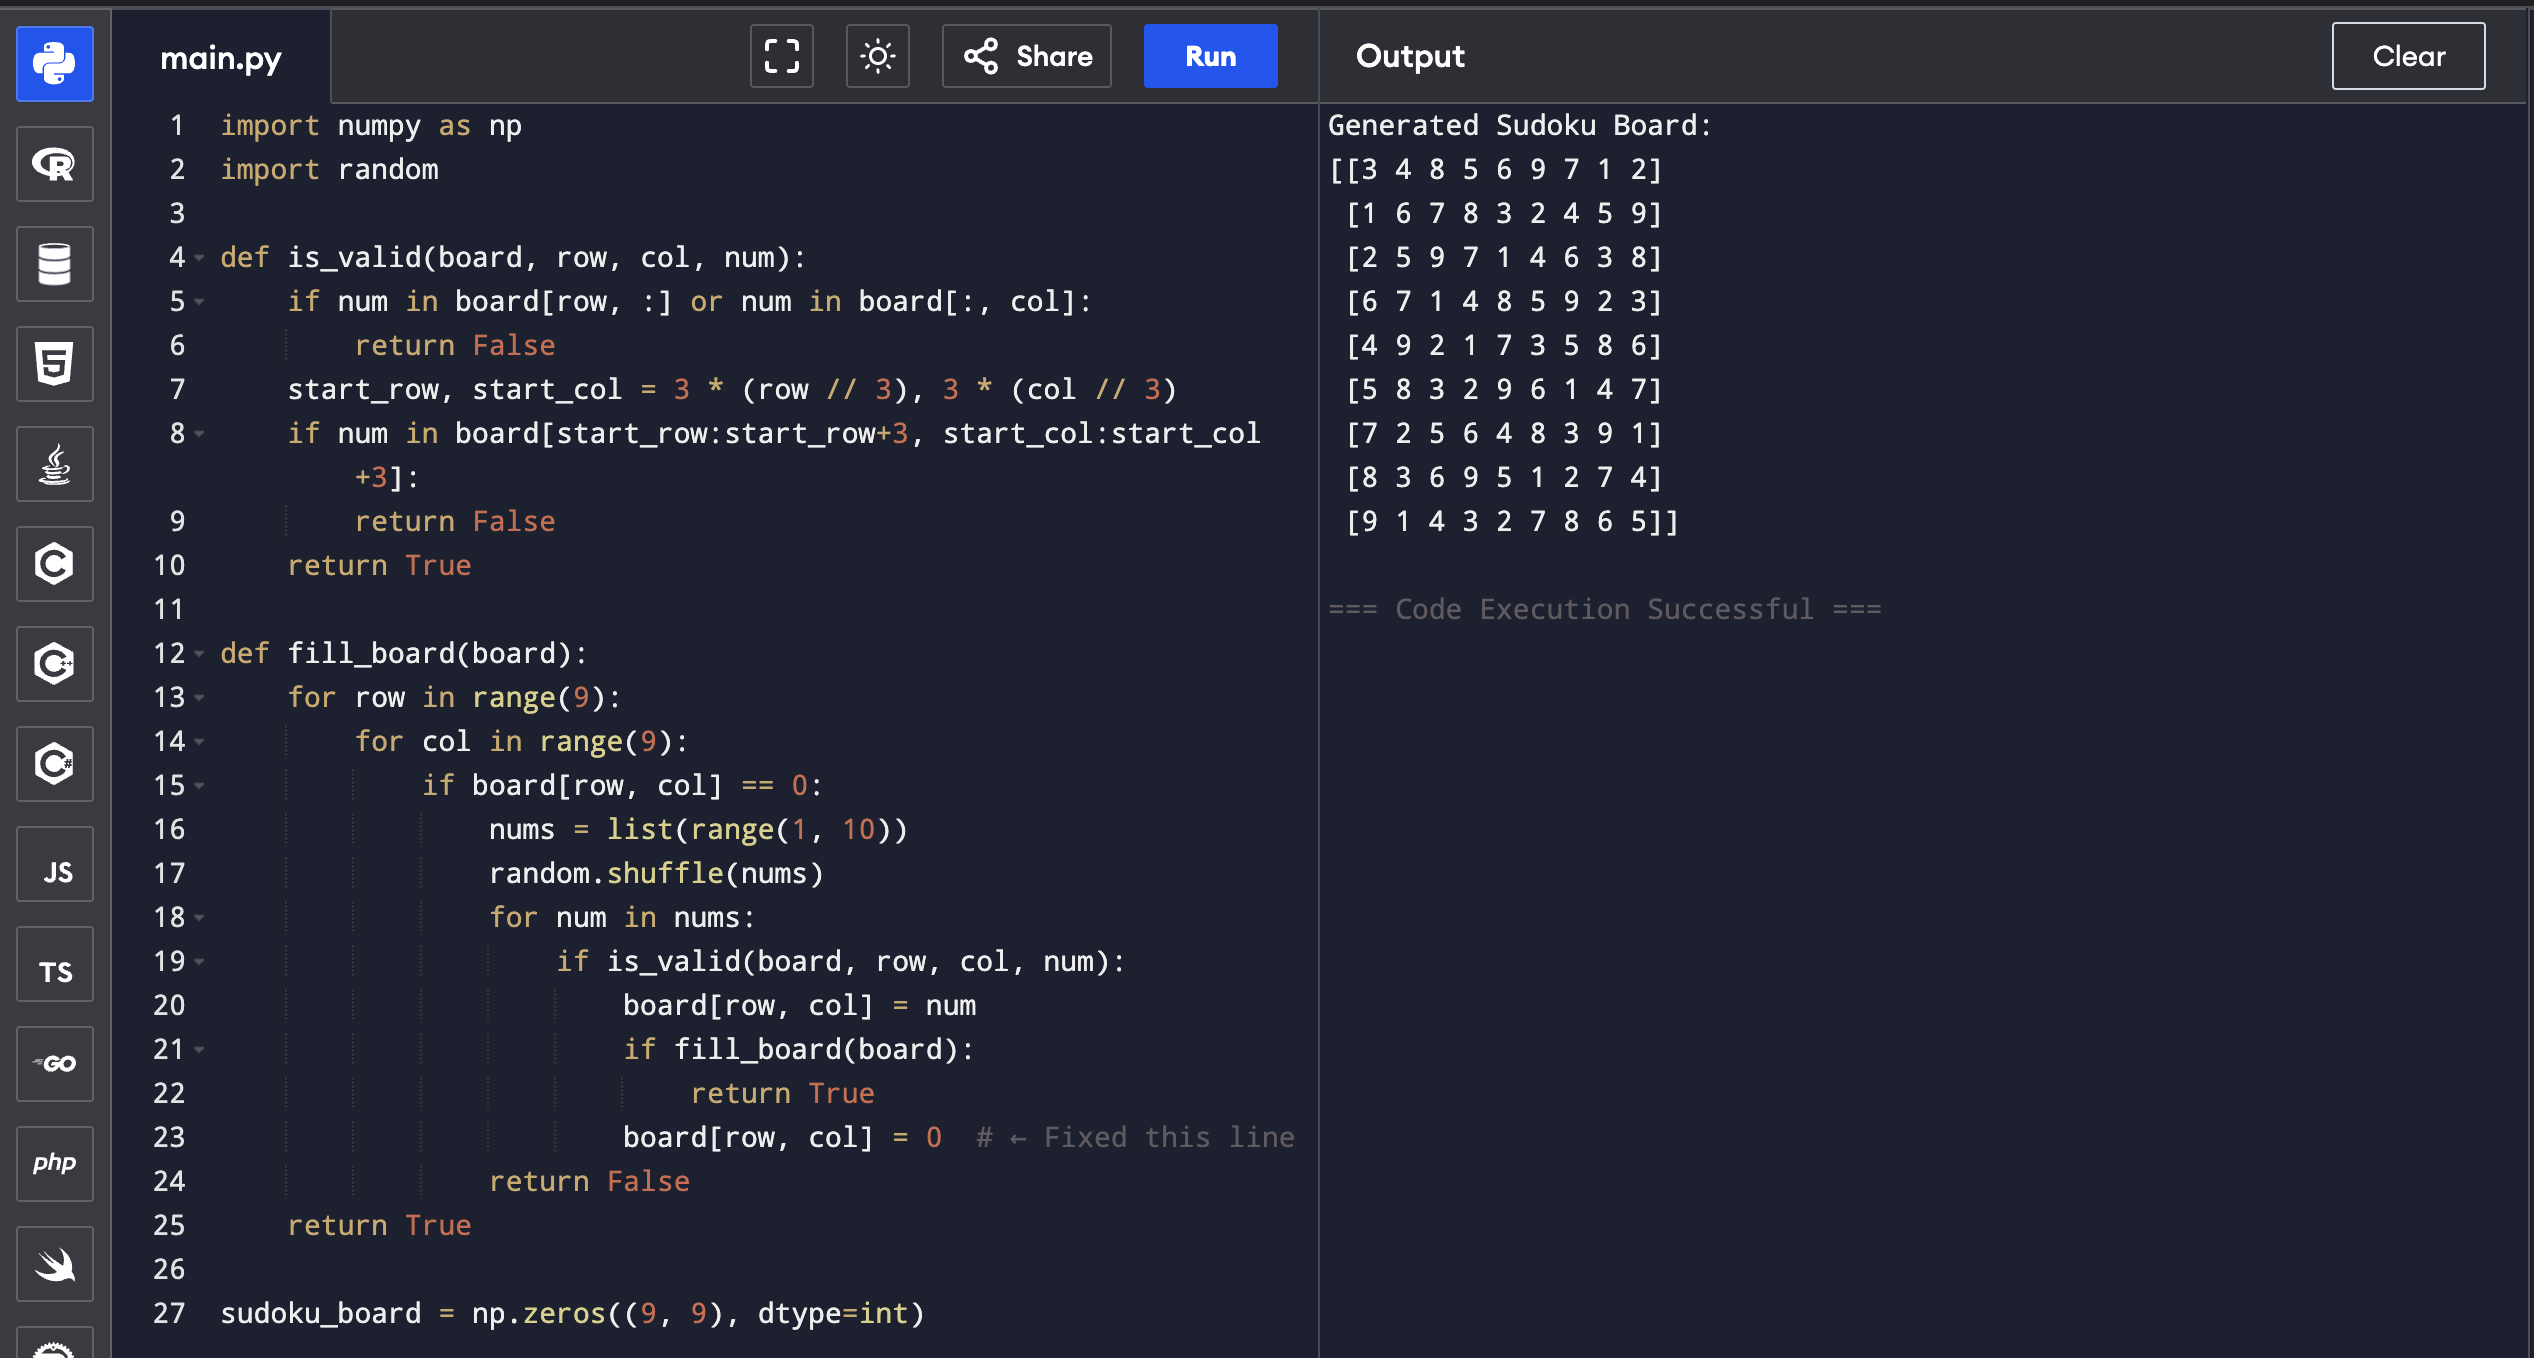 main.py
Share
Run
Output
Clear
1 import numpy as np
2 import random
3
4 def is_valid(board, row, col, num):
5     if num in board[row, :] or num in board[:, col]:
6         return False
7     start_row, start_col = 3 * (row // 3), 3 * (col // 3)
8     if num in board[start_row:start_row+3, start_col:start_col
        +3]:
9         return False
10     return True
11
12 def fill_board(board):
13     for row in range(9):
14         for col in range(9):
15             if board[row, col] == 0:
16                 nums = list(range(1, 10))
17                 random.shuffle(nums)
18                 for num in nums:
19                     if is_valid(board, row, col, num):
20                         board[row, col] = num
21                         if fill_board(board):
22                             return True
23                         board[row, col] = 0  # ← Fixed this line
24                 return False
25     return True
26
27 sudoku_board = np.zeros((9, 9), dtype=int)
Generated Sudoku Board:
[[3 4 8 5 6 9 7 1 2]
 [1 6 7 8 3 2 4 5 9]
 [2 5 9 7 1 4 6 3 8]
 [6 7 1 4 8 5 9 2 3]
 [4 9 2 1 7 3 5 8 6]
 [5 8 3 2 9 6 1 4 7]
 [7 2 5 6 4 8 3 9 1]
 [8 3 6 9 5 1 2 7 4]
 [9 1 4 3 2 7 8 6 5]]
=== Code Execution Successful ===
R
5
C
C++
C#
JS
TS
GO
php